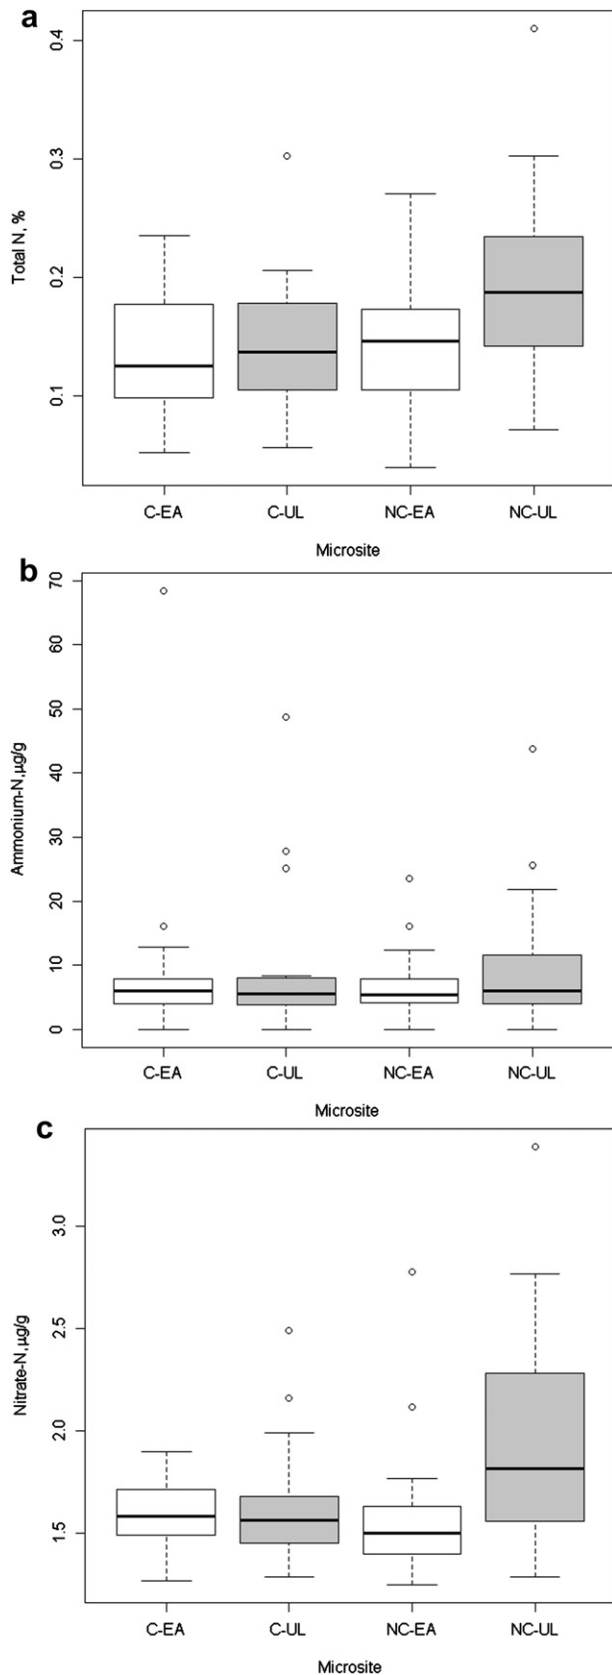 a
0.4
0.3
0.2
0.1
Total N, %
C-EA C-UL NC-EA NC-UL
Microsite
b
70
60
50
40
30
20
10
0
Ammonium-N,µg/g
C-EA C-UL NC-EA NC-UL
Microsite
c
3.0
2.5
2.0
1.5
Nitrate-N,µg/g
C-EA C-UL NC-EA NC-UL
Microsite